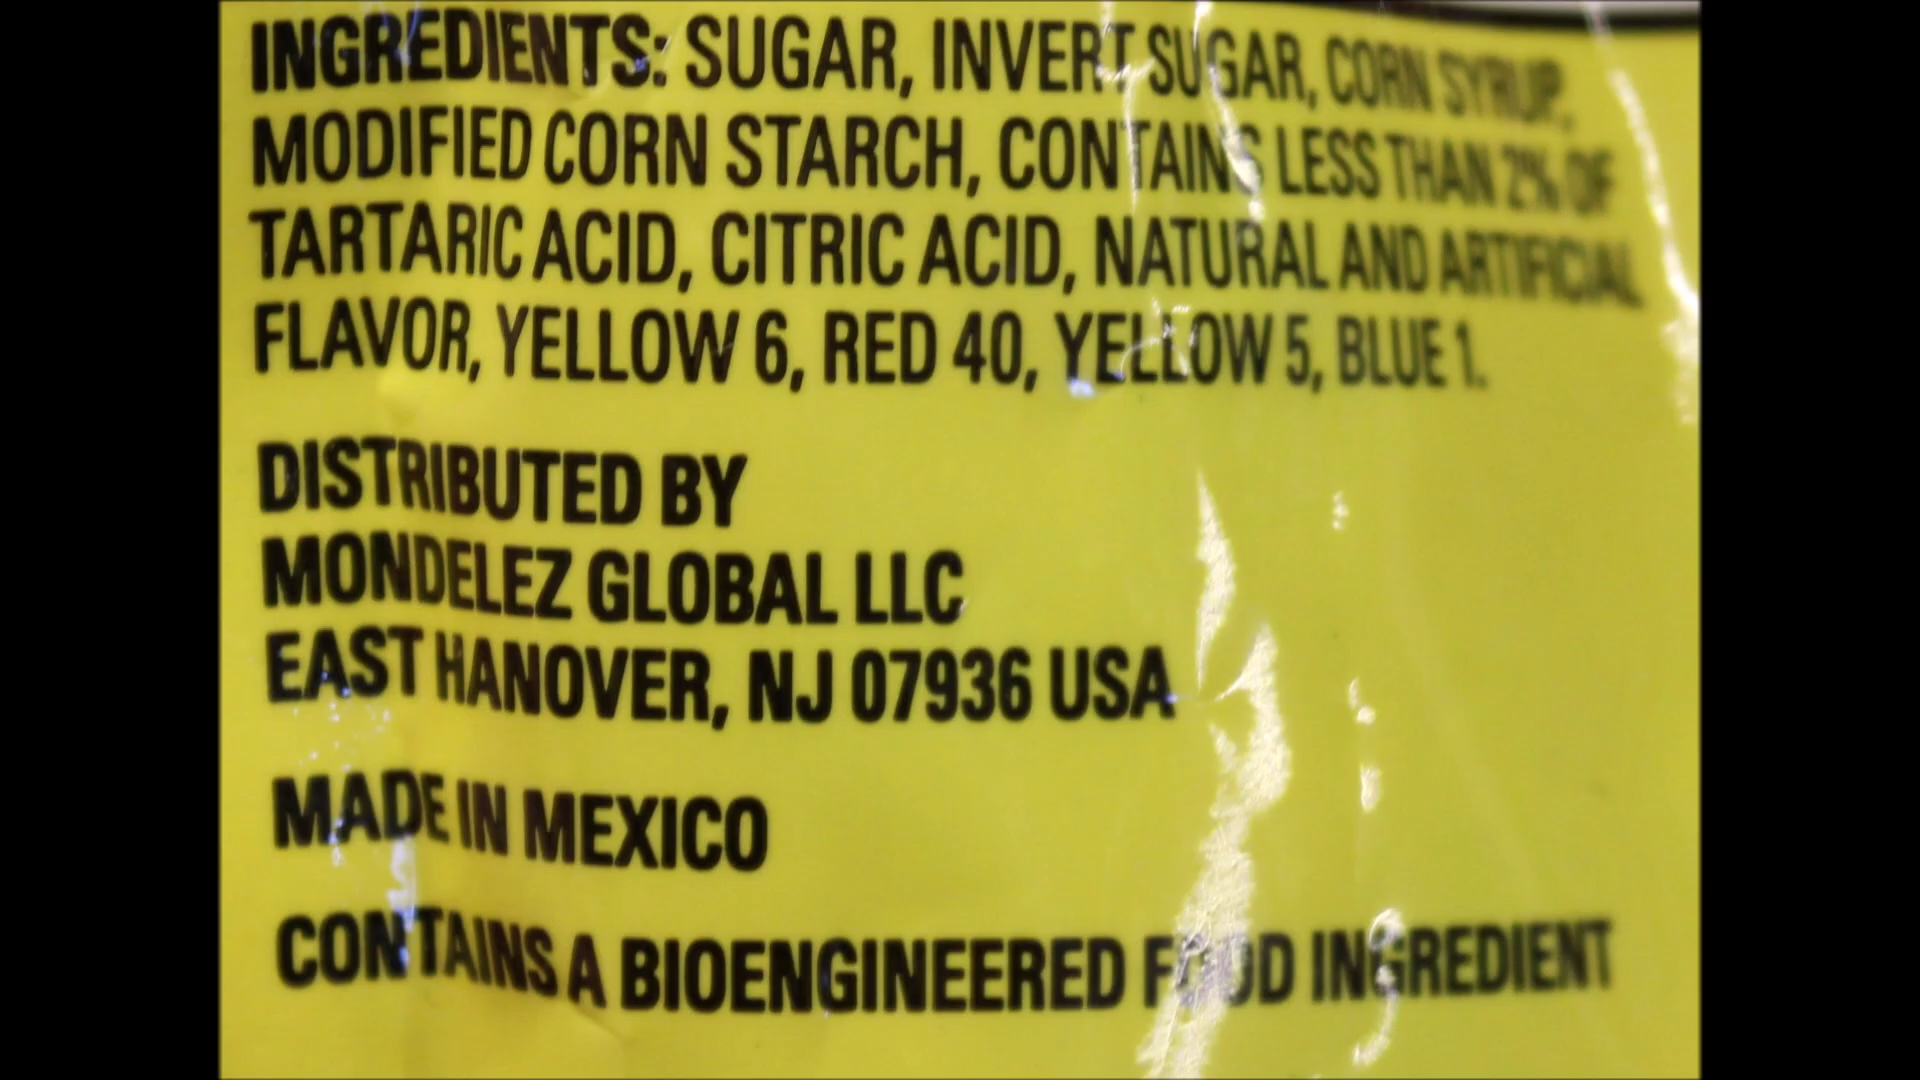 INGREDIENTS: SUGAR, INVERT SUGAR, CORN SYRUP,
MODIFIED CORN STARCH, CONTAINS LESS THAN 2% OF
TARTARIC ACID, CITRIC ACID, NATURAL AND ARTIFICIAL
FLAVOR, YELLOW 6, RED 40, YELLOW 5, BLUE 1.
DISTRIBUTED BY
MONDELEZ GLOBAL LLC
EAST HANOVER, NJ 07936 USA
MADE IN MEXICO
CONTAINS A BIOENGINEERED FOOD INGREDIENT